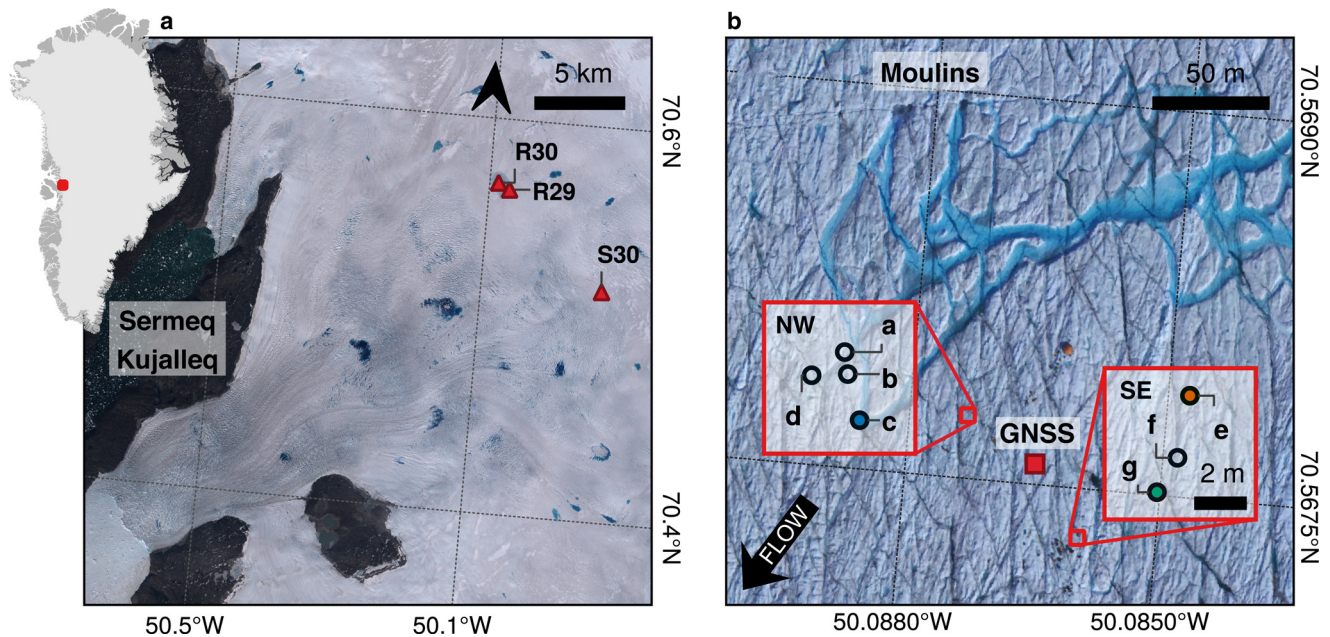 a
5 km
70.6°N
R30
R29
S30
Sermeq
Kujalleq
70.4°N
50.5°W
50.1°W
b
Moulins
50 m
70.5690°N
NW
a
b
c
d
GNSS
SE
e
f
g
2 m
70.5675°N
FLOW
50.0880°W
50.0850°W